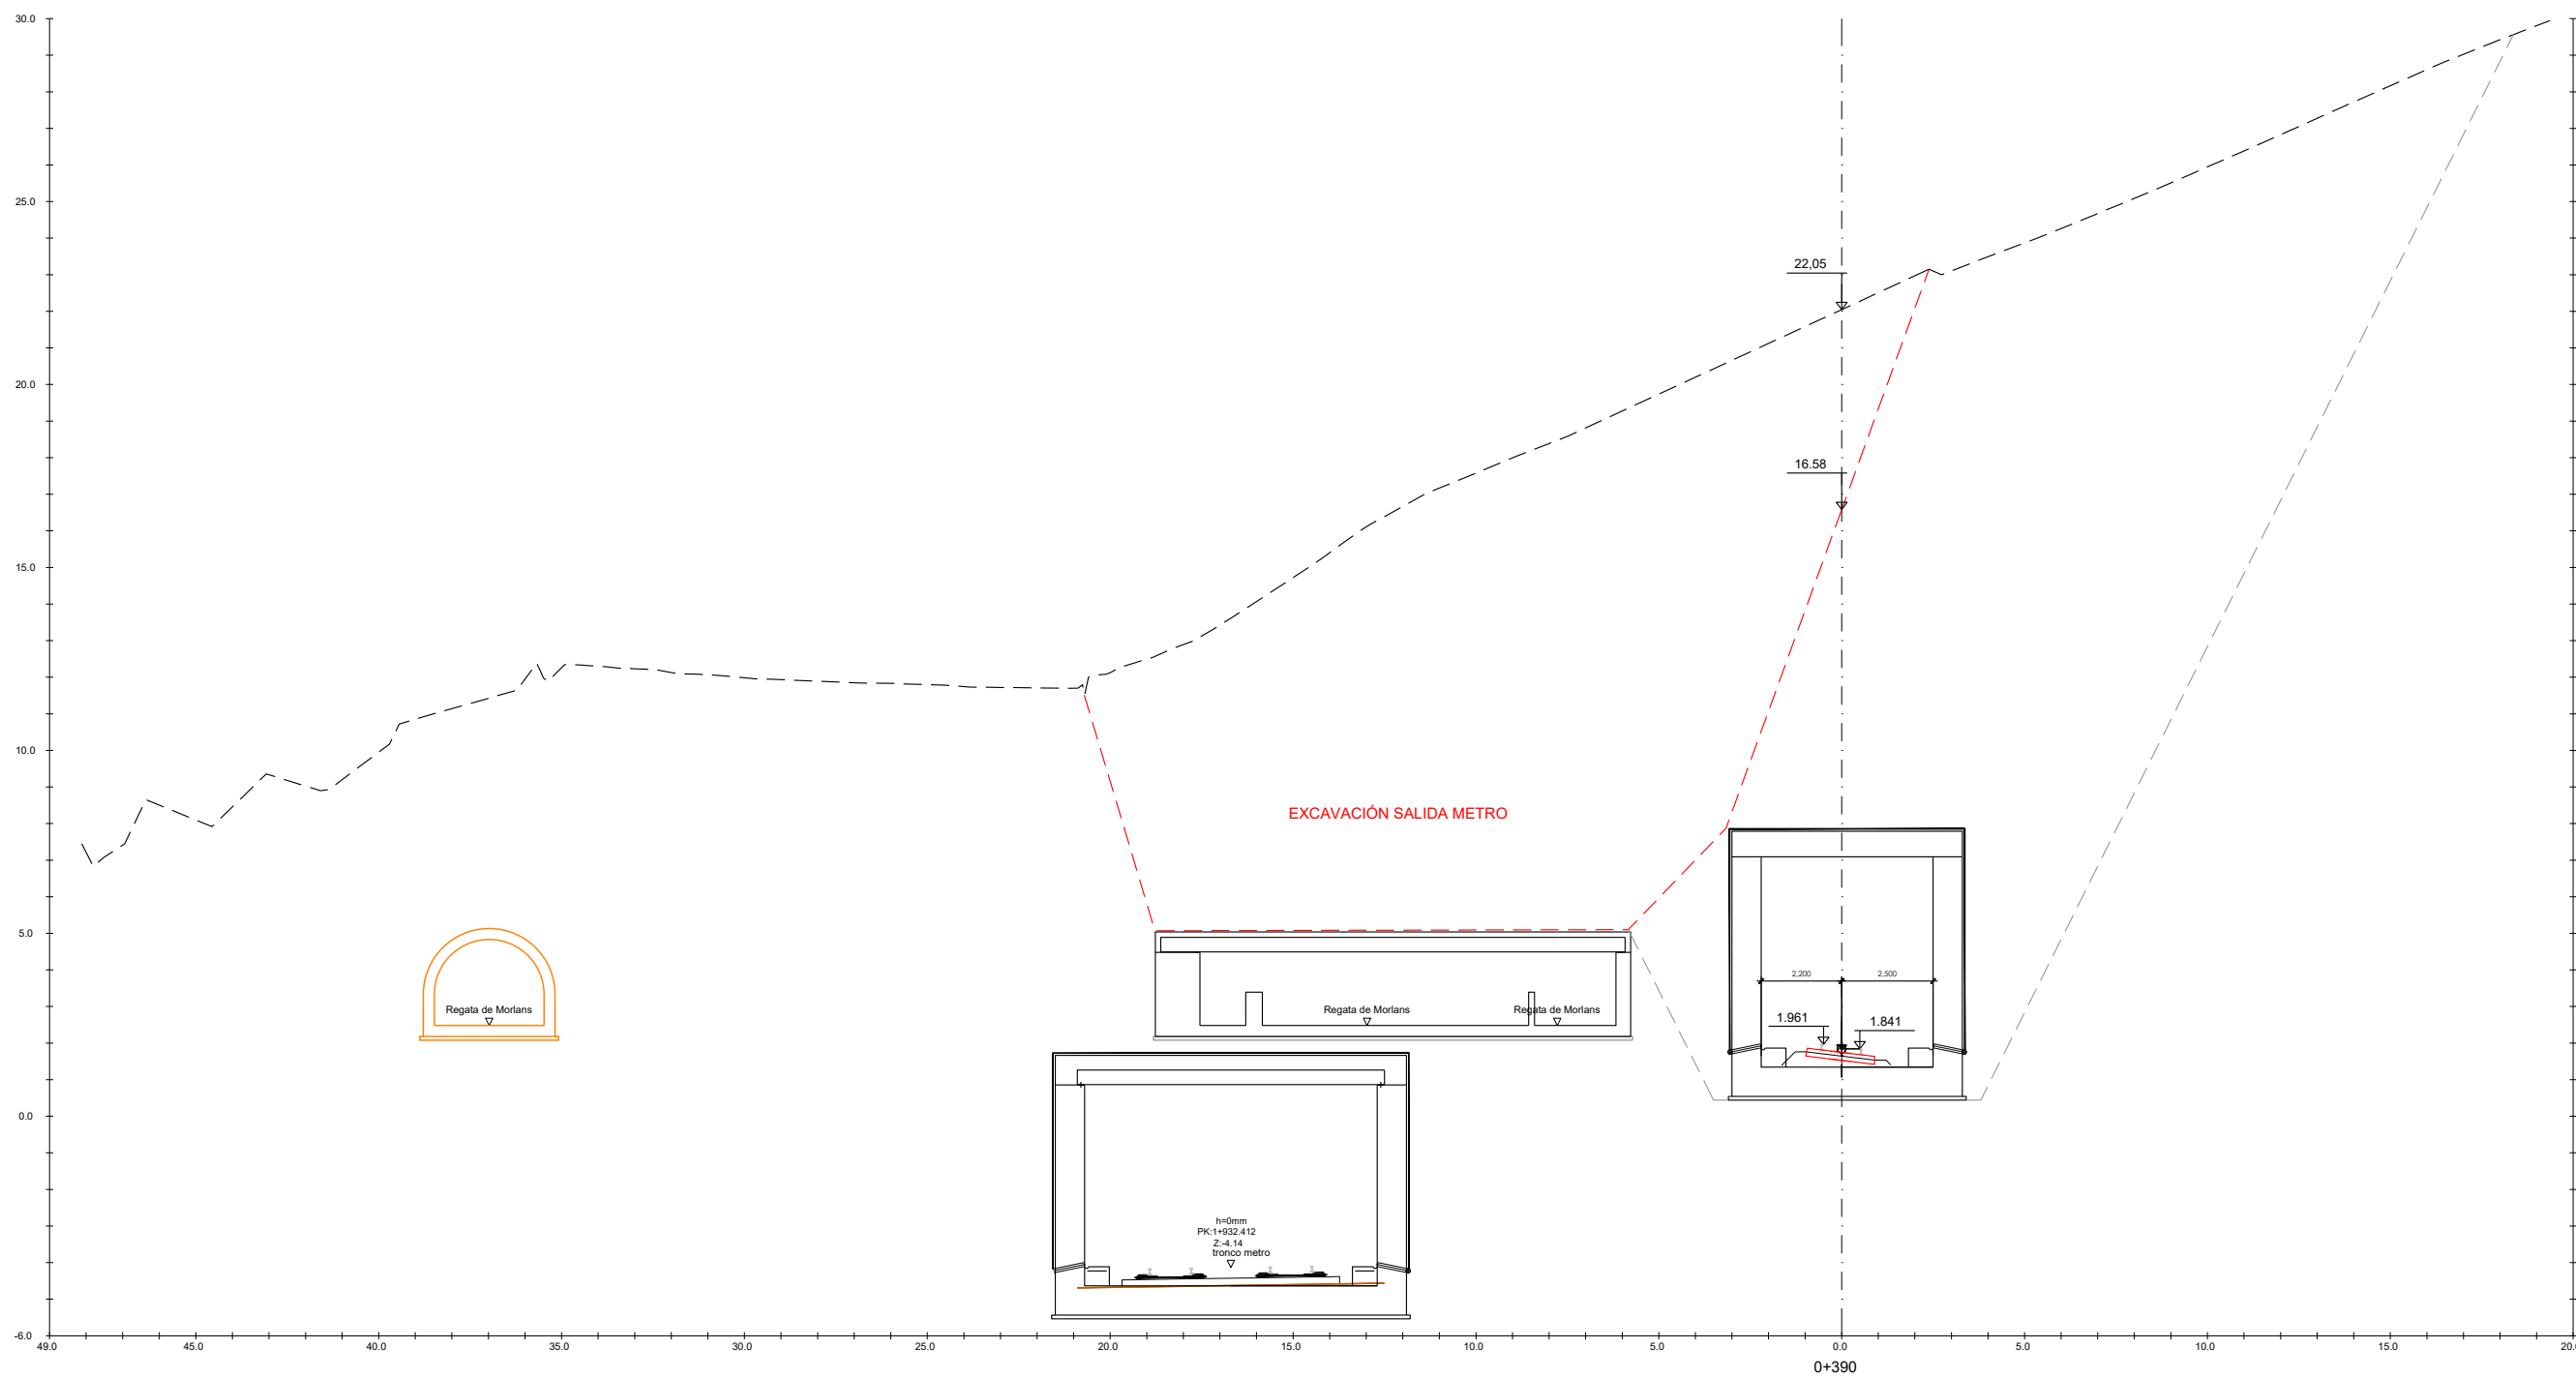 30.0
25.0
22,05
20.0
16.58
15.0
10.0
EXCAVACIÓN SALIDA METRO
5.0
2,200
2,500
Regata de Morlans
Regata de Morlans
Regata de Morlans
1.961
1.841
0.0
h=0mm
PK:1+932.412
Z:-4.14
tronco metro
-6.0
49.0 45.0 40.0 35.0 30.0 25.0 20.0 15.0 10.0 5.0 0.0 5.0 10.0 15.0 20.0
0+390